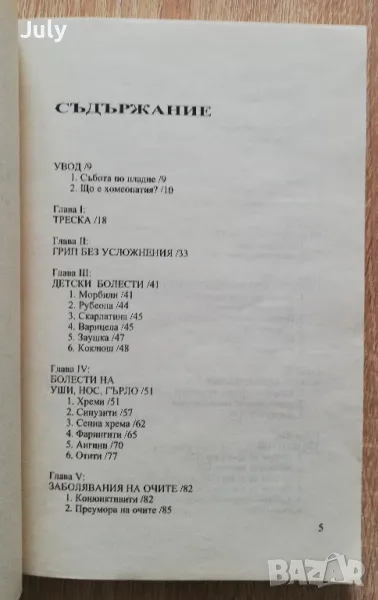 July
СЪДЪРЖАНИЕ
УВОД /9
1. Събота по пладне /9
2. Що е хомеопатия? /10
Глава I:
ТРЕСКА /18
Глава II:
ГРИП БЕЗ УСЛОЖНЕНИЯ /33
Глава III:
ДЕТСКИ БОЛЕСТИ /41
1. Морбили /41
2. Рубеола /44
3. Скарлатина /45
4. Варицела /45
5. Заушка /47
6. Коклюш /48
Глава IV:
БОЛЕСТИ НА
УШИ, НОС, ГЪРЛО /51
1. Хреми /51
2. Синузити /57
3. Сенна хрема /62
4. Фарингити /65
5. Ангини /70
6. Отити /77
Глава V:
ЗАБОЛЯВАНИЯ НА ОЧИТЕ /82
1. Конюнктивити /82
2. Преумора на очите /85
5
BAZAR